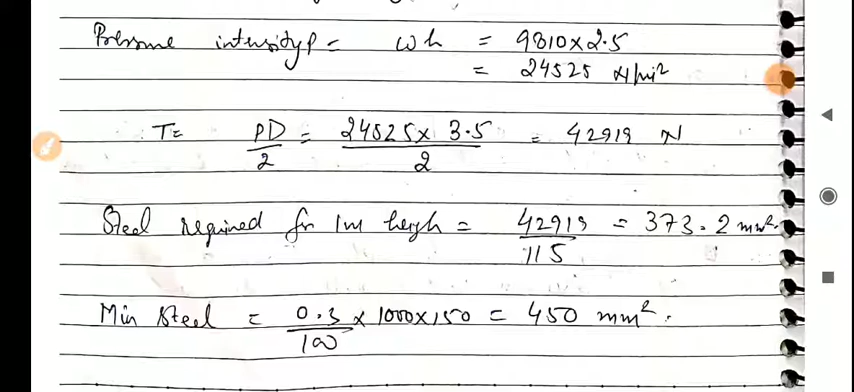 Pressure intensity p = wh = 9810×2.5
= 24525 N/m²
T= PD/2 = 24525× 3.5/2 = 42919 N
Steel required for 1m heigh = 42919/115 = 373.2 mm².
Min Steel = 0.3/100 × 1000×150 = 450 mm².